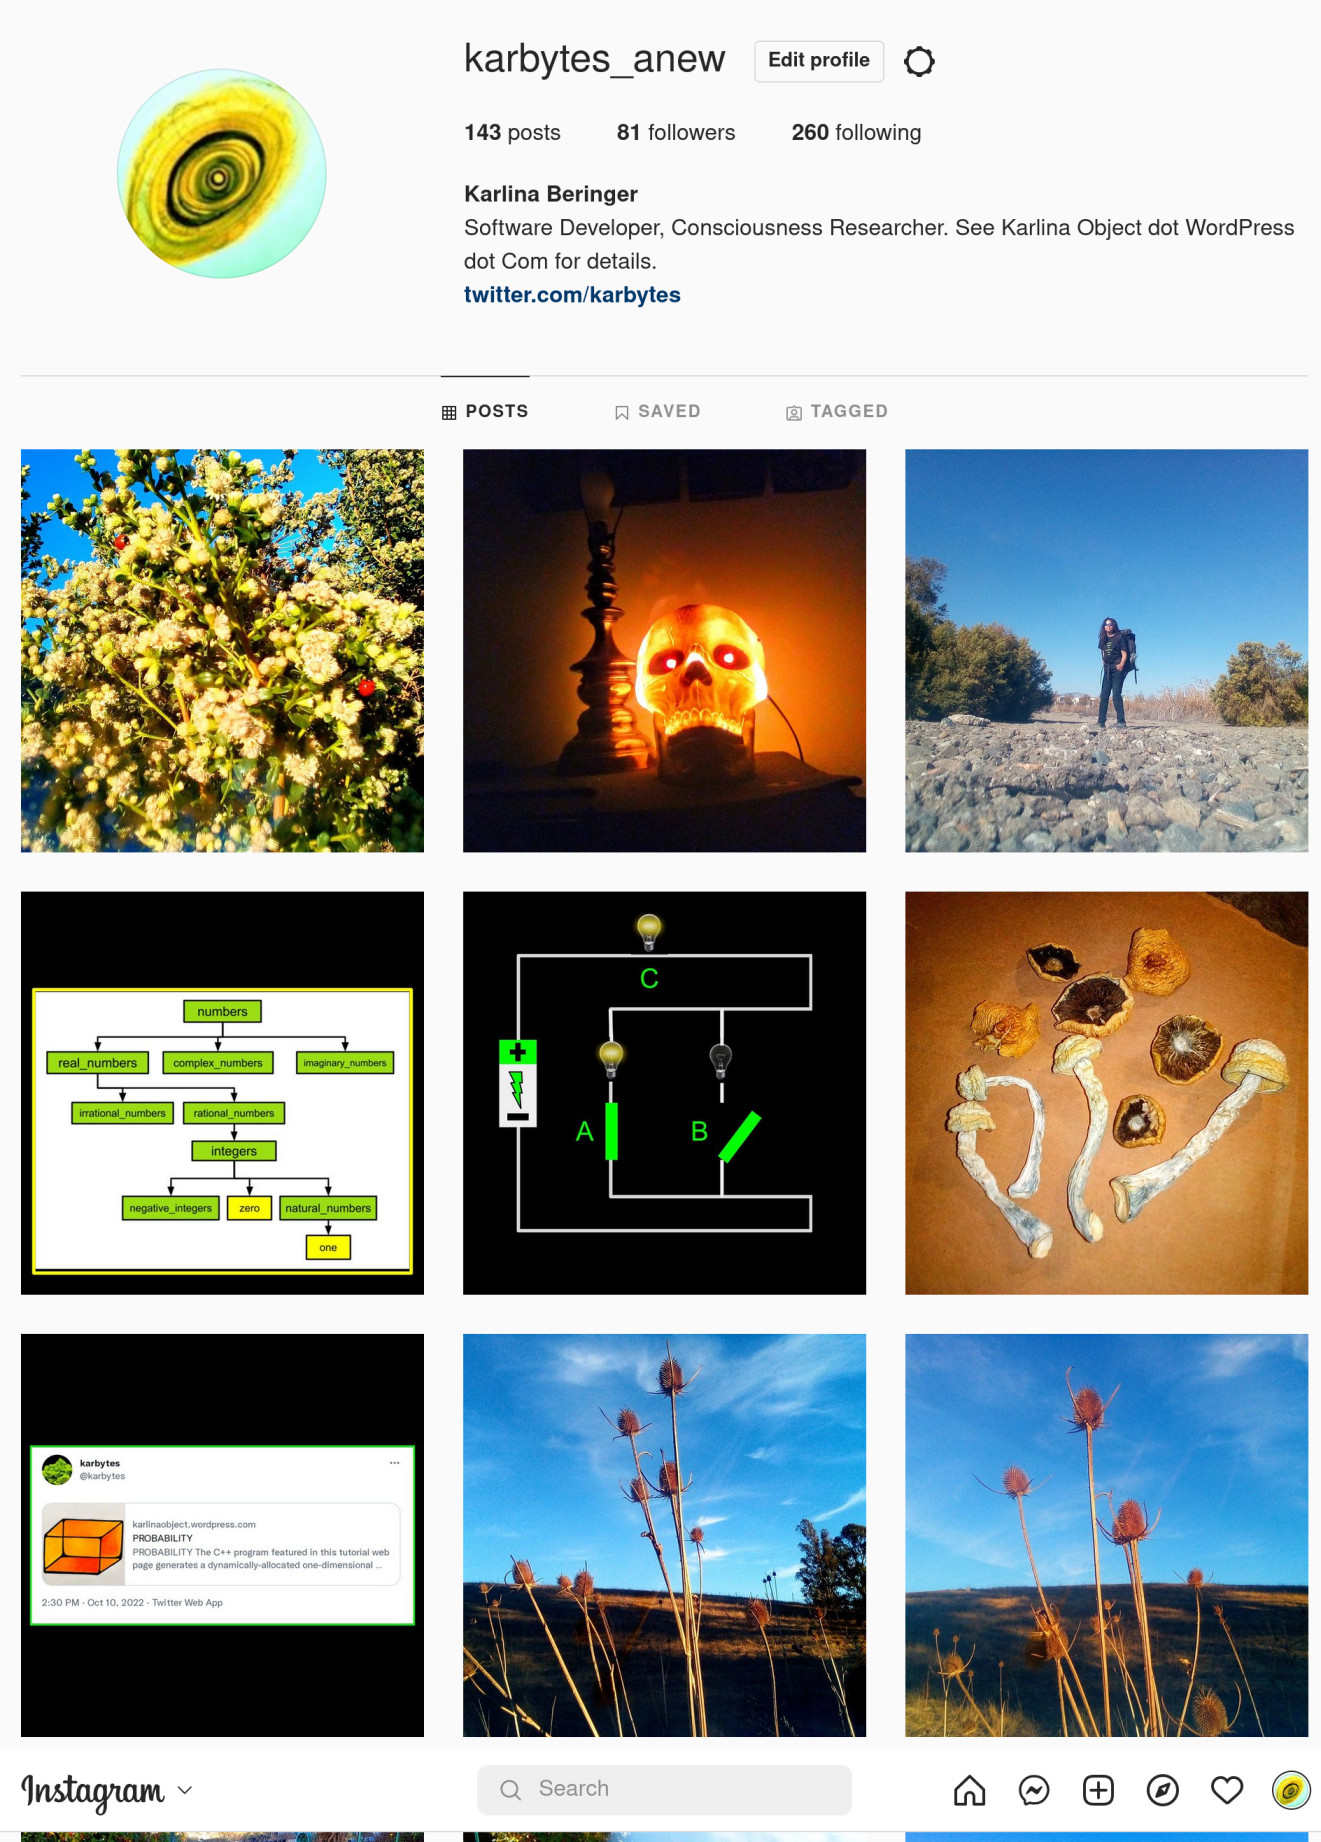 karbytes_anew Edit profile
143 posts 81 followers 260 following
Karlina Beringer
Software Developer, Consciousness Researcher. See Karlina Object dot WordPress
dot Com for details.
twitter.com/karbytes
POSTS SAVED TAGGED
numbers
real_numbers complex_numbers imaginary_numbers
irrational_numbers rational_numbers
integers
negative_integers zero natural_numbers
one
C
A B
karbytes
@karbytes
karlinaobject.wordpress.com
PROBABILITY
PROBABILITY The C++ program featured in this tutorial web
page generates a dynamically-allocated one-dimensional ...
2:30 PM · Oct 10, 2022 · Twitter Web App
Instagram Search